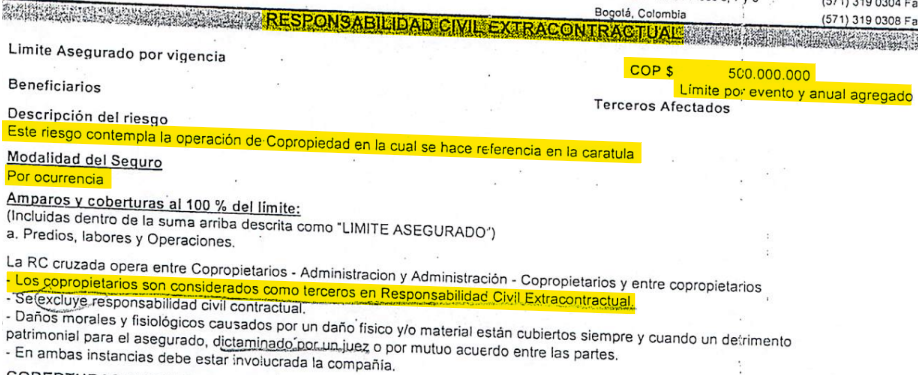 (571) 319 0304 Fa
Bogotá, Colombia
(571) 319 0308 Fa
RESPONSABILIDAD CIVIL EXTRACONTRACTUAL
Limite Asegurado por vigencia
COP $ 500.000.000
Límite por evento y anual agregado
Beneficiarios
Terceros Afectados
Descripción del riesgo
Este riesgo contempla la operación de Copropiedad en la cual se hace referencia en la caratula
Modalidad del Seguro
Por ocurrencia
Amparos y coberturas al 100 % del límite:
(Incluidas dentro de la suma arriba descrita como "LIMITE ASEGURADO")
a. Predios, labores y Operaciones.
La RC cruzada opera entre Copropietarios - Administracion y Administración - Copropietarios y entre copropietarios
- Los copropietarios son considerados como terceros en Responsabilidad Civil Extracontractual.
- Se excluye responsabilidad civil contractual.
- Daños morales y fisiológicos causados por un daño físico y/o material están cubiertos siempre y cuando un detrimento
patrimonial para el asegurado, dictaminado por un juez o por mutuo acuerdo entre las partes.
- En ambas instancias debe estar involucrada la compañía.